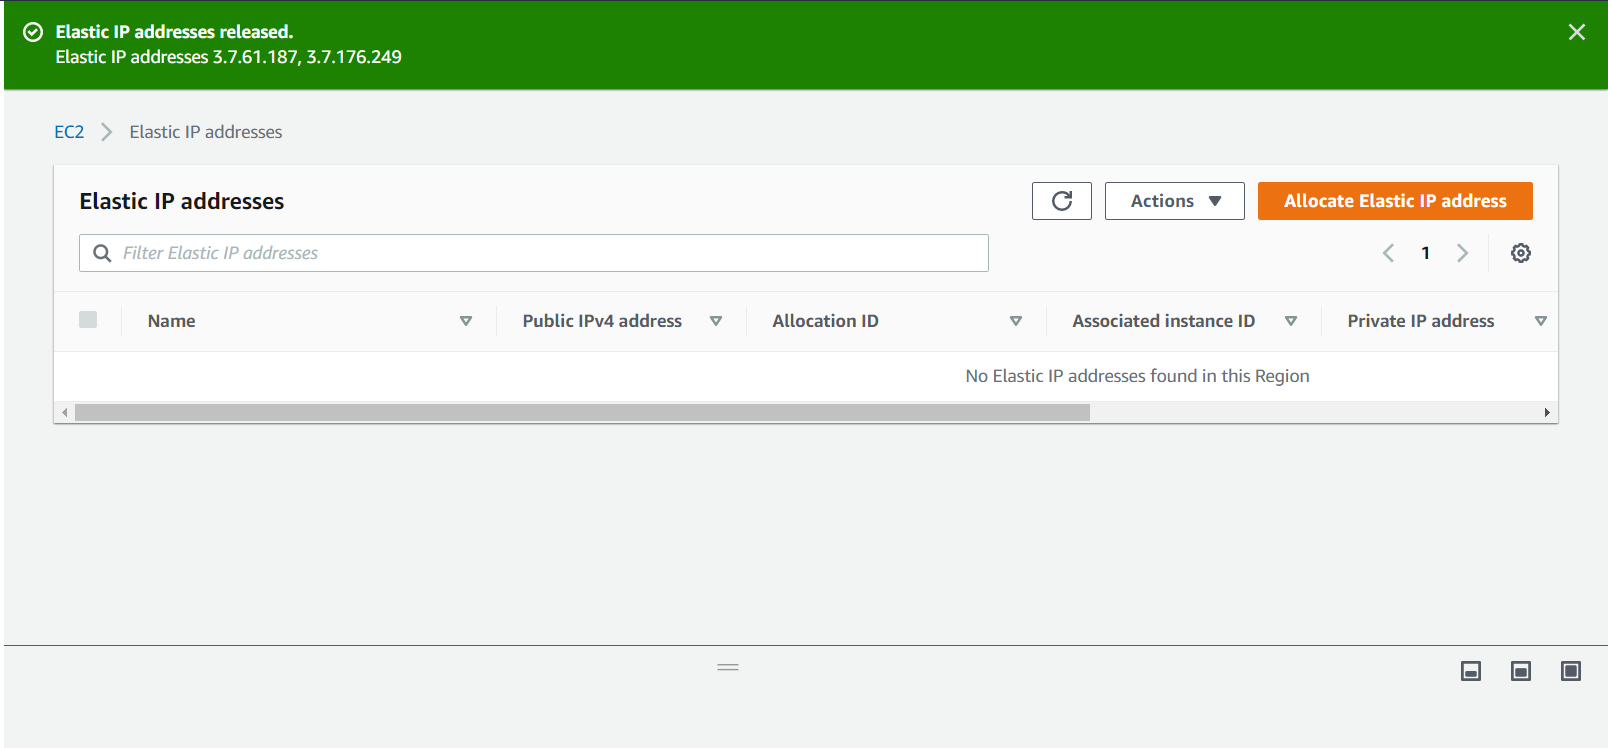 Elastic IP addresses released.
Elastic IP addresses 3.7.61.187, 3.7.176.249
EC2 Elastic IP addresses
Elastic IP addresses
Actions
Allocate Elastic IP address
Filter Elastic IP addresses
1
Name Public IPv4 address Allocation ID Associated instance ID Private IP address
No Elastic IP addresses found in this Region